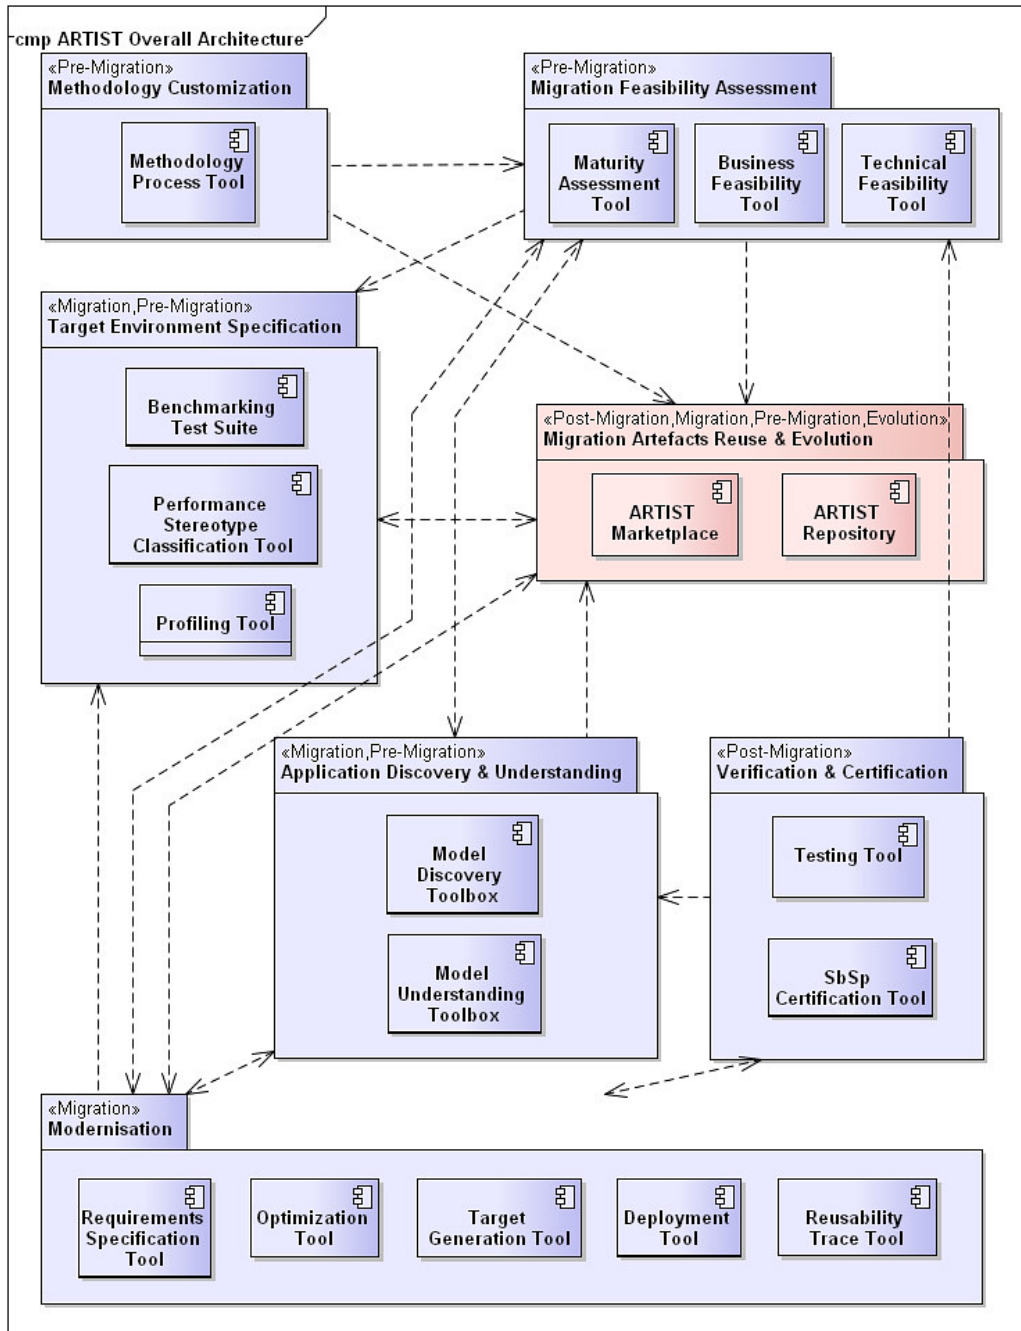 cmp ARTIST Overall Architecture
«Pre-Migration»
Methodology Customization
Methodology
Process Tool
«Pre-Migration»
Migration Feasibility Assessment
Maturity
Assessment
Tool
Business
Feasibility
Tool
Technical
Feasibility
Tool
«Migration,Pre-Migration»
Target Environment Specification
Benchmarking
Test Suite
Performance
Stereotype
Classification Tool
Profiling Tool
«Post-Migration,Migration,Pre-Migration,Evolution»
Migration Artefacts Reuse & Evolution
ARTIST
Marketplace
ARTIST
Repository
«Migration,Pre-Migration»
Application Discovery & Understanding
Model
Discovery
Toolbox
Model
Understanding
Toolbox
«Post-Migration»
Verification & Certification
Testing Tool
SbSp
Certification Tool
«Migration»
Modernisation
Requirements
Specification
Tool
Optimization
Tool
Target
Generation Tool
Deployment
Tool
Reusability
Trace Tool